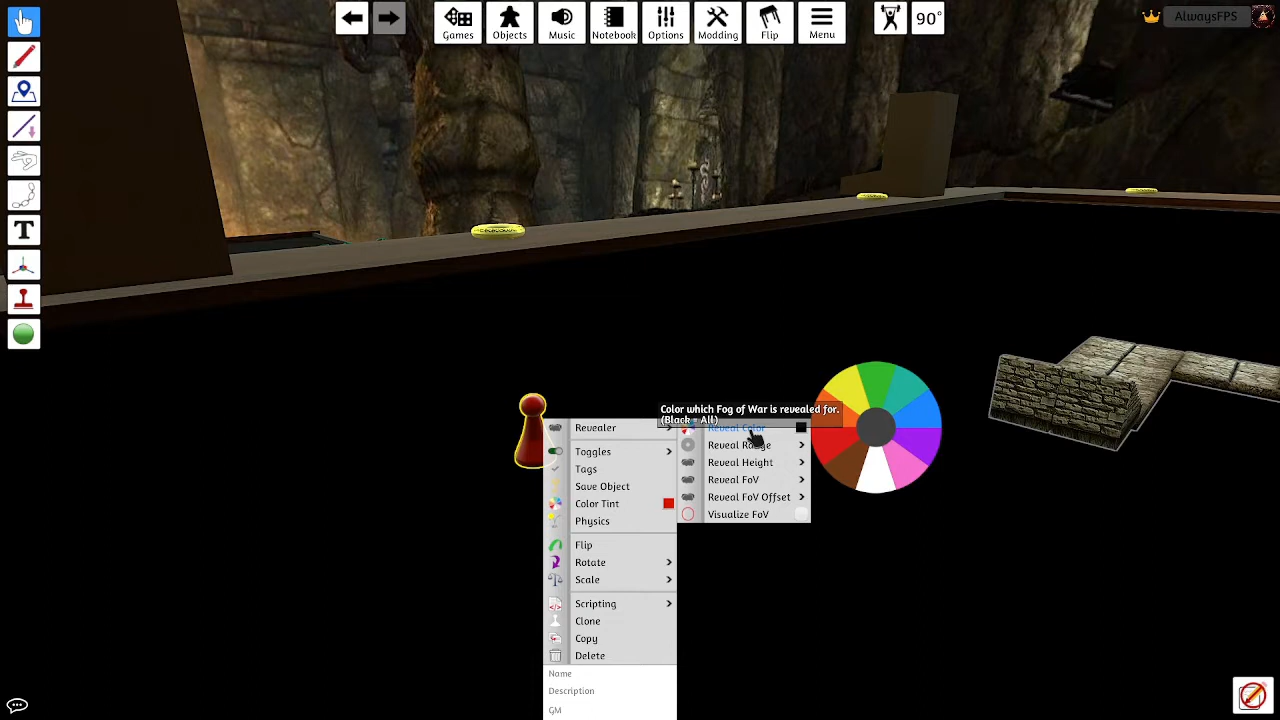 Games
Objects
Music
Notebook
Options
Modding
Flip
Menu
90°
AlwaysFPS
T
Color which Fog of War is revealed for.
(Black = All)
Revealer
Toggles
Tags
Save Object
Color Tint
Physics
Flip
Rotate
Scale
Scripting
Clone
Copy
Delete
Name
Description
GM
Reveal Color
Reveal Range
Reveal Height
Reveal FoV
Reveal FoV Offset
Visualize FoV